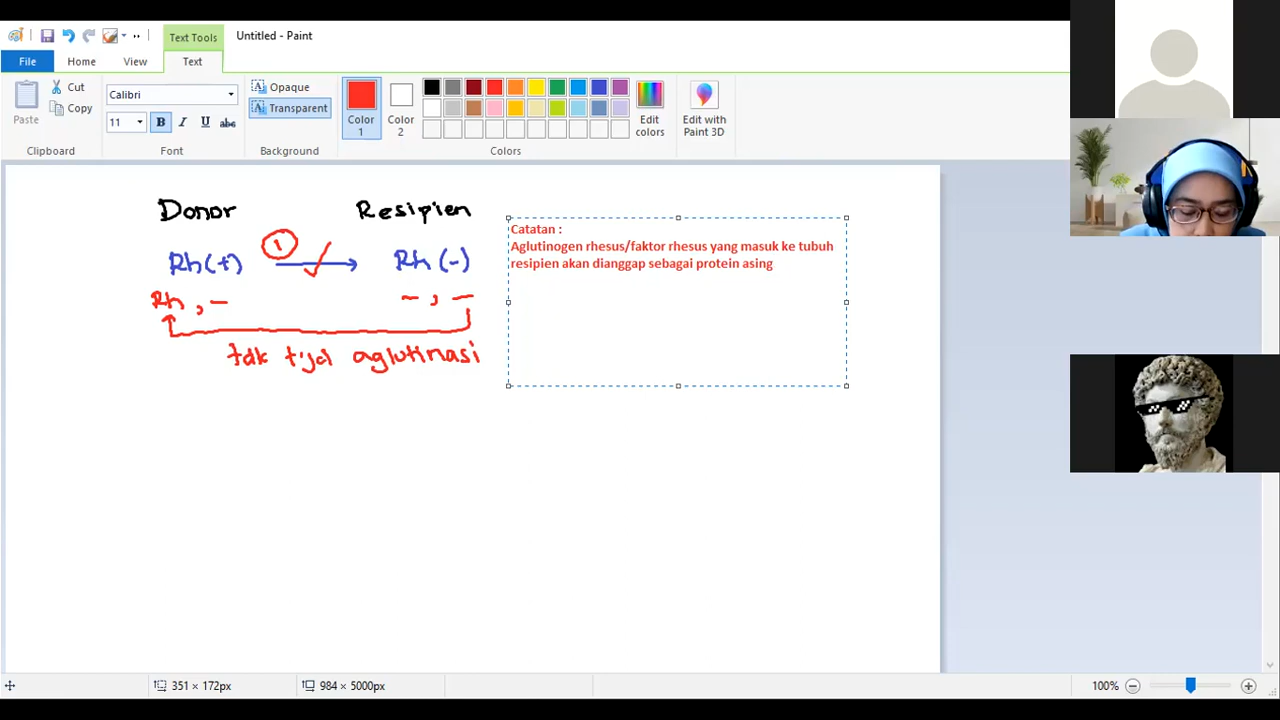 Text Tools
Untitled - Paint
File
Home
View
Text
Paste
Cut
Copy
Clipboard
Calibri
11
B
I
U
abc
Font
A
Opaque
A
Transparent
Background
Color 1
Color 2
Edit colors
Edit with Paint 3D
Colors
Donor
Resipien
1
Rh(+)
Rh (-)
Rh , -
- , -
tdk t'jd aglutinasi
Catatan :
Aglutinogen rhesus/faktor rhesus yang masuk ke tubuh
resipien akan dianggap sebagai protein asing
351 × 172px
984 × 5000px
100%